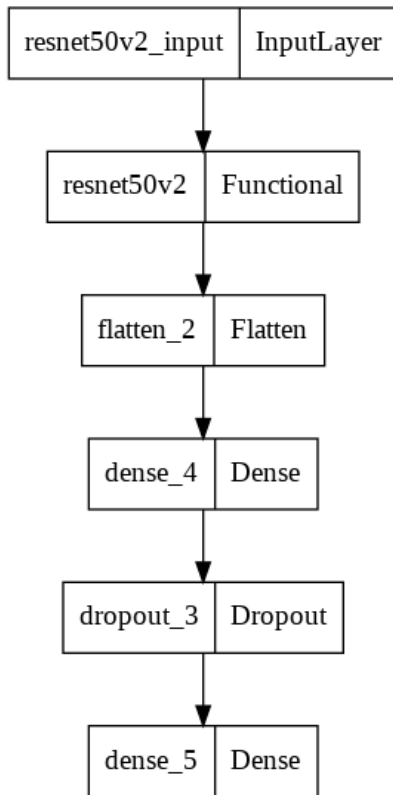 resnet50v2_input InputLayer
resnet50v2 Functional
flatten_2 Flatten
dense_4 Dense
dropout_3 Dropout
dense_5 Dense